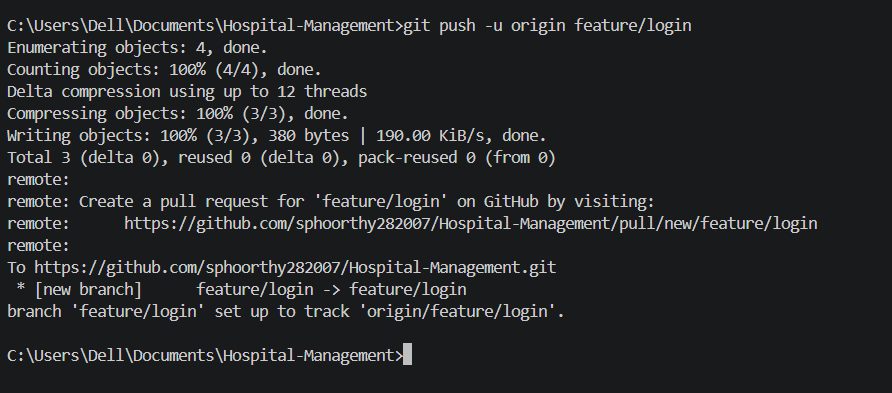 C:\Users\Dell\Documents\Hospital-Management>git push -u origin feature/login
Enumerating objects: 4, done.
Counting objects: 100% (4/4), done.
Delta compression using up to 12 threads
Compressing objects: 100% (3/3), done.
Writing objects: 100% (3/3), 380 bytes | 190.00 KiB/s, done.
Total 3 (delta 0), reused 0 (delta 0), pack-reused 0 (from 0)
remote:
remote: Create a pull request for 'feature/login' on GitHub by visiting:
remote:      https://github.com/sphoorthy282007/Hospital-Management/pull/new/feature/login
remote:
To https://github.com/sphoorthy282007/Hospital-Management.git
 * [new branch]      feature/login -> feature/login
branch 'feature/login' set up to track 'origin/feature/login'.
C:\Users\Dell\Documents\Hospital-Management>